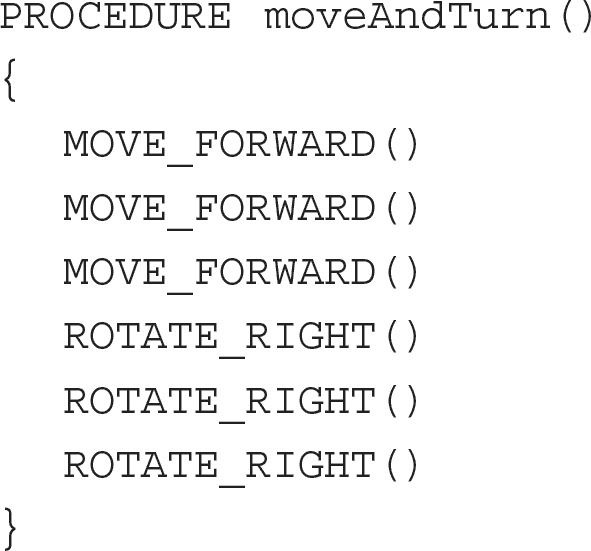 PROCEDURE moveAndTurn()
{
MOVE_FORWARD()
MOVE_FORWARD()
MOVE_FORWARD()
ROTATE_RIGHT()
ROTATE_RIGHT()
ROTATE_RIGHT()
}